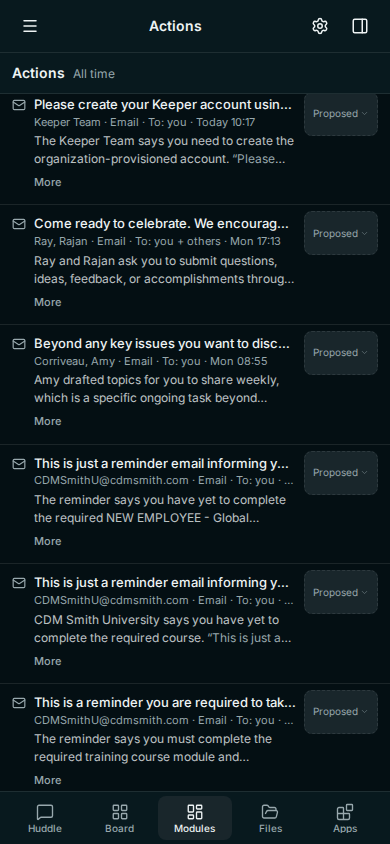 Actions
Actions All time
Please create your Keeper account usin...
Proposed
Keeper Team · Email · To: you · Today 10:17
The Keeper Team says you need to create the
organization-provisioned account. “Please...
More
Come ready to celebrate. We encourag...
Proposed
Ray, Rajan · Email · To: you + others · Mon 17:13
Ray and Rajan ask you to submit questions,
ideas, feedback, or accomplishments throug...
More
Beyond any key issues you want to disc...
Proposed
Corriveau, Amy · Email · To: you · Mon 08:55
Amy drafted topics for you to share weekly,
which is a specific ongoing task beyond...
More
This is just a reminder email informing y...
Proposed
CDMSmithU@cdmsmith.com · Email · To: you · ...
The reminder says you have yet to complete
the required NEW EMPLOYEE - Global...
More
This is just a reminder email informing y...
Proposed
CDMSmithU@cdmsmith.com · Email · To: you · ...
CDM Smith University says you have yet to
complete the required course. “This is just a...
More
This is a reminder you are required to tak...
Proposed
CDMSmithU@cdmsmith.com · Email · To: you · ...
The reminder says you must complete the
required training course module and...
More
Huddle Board Modules Files Apps